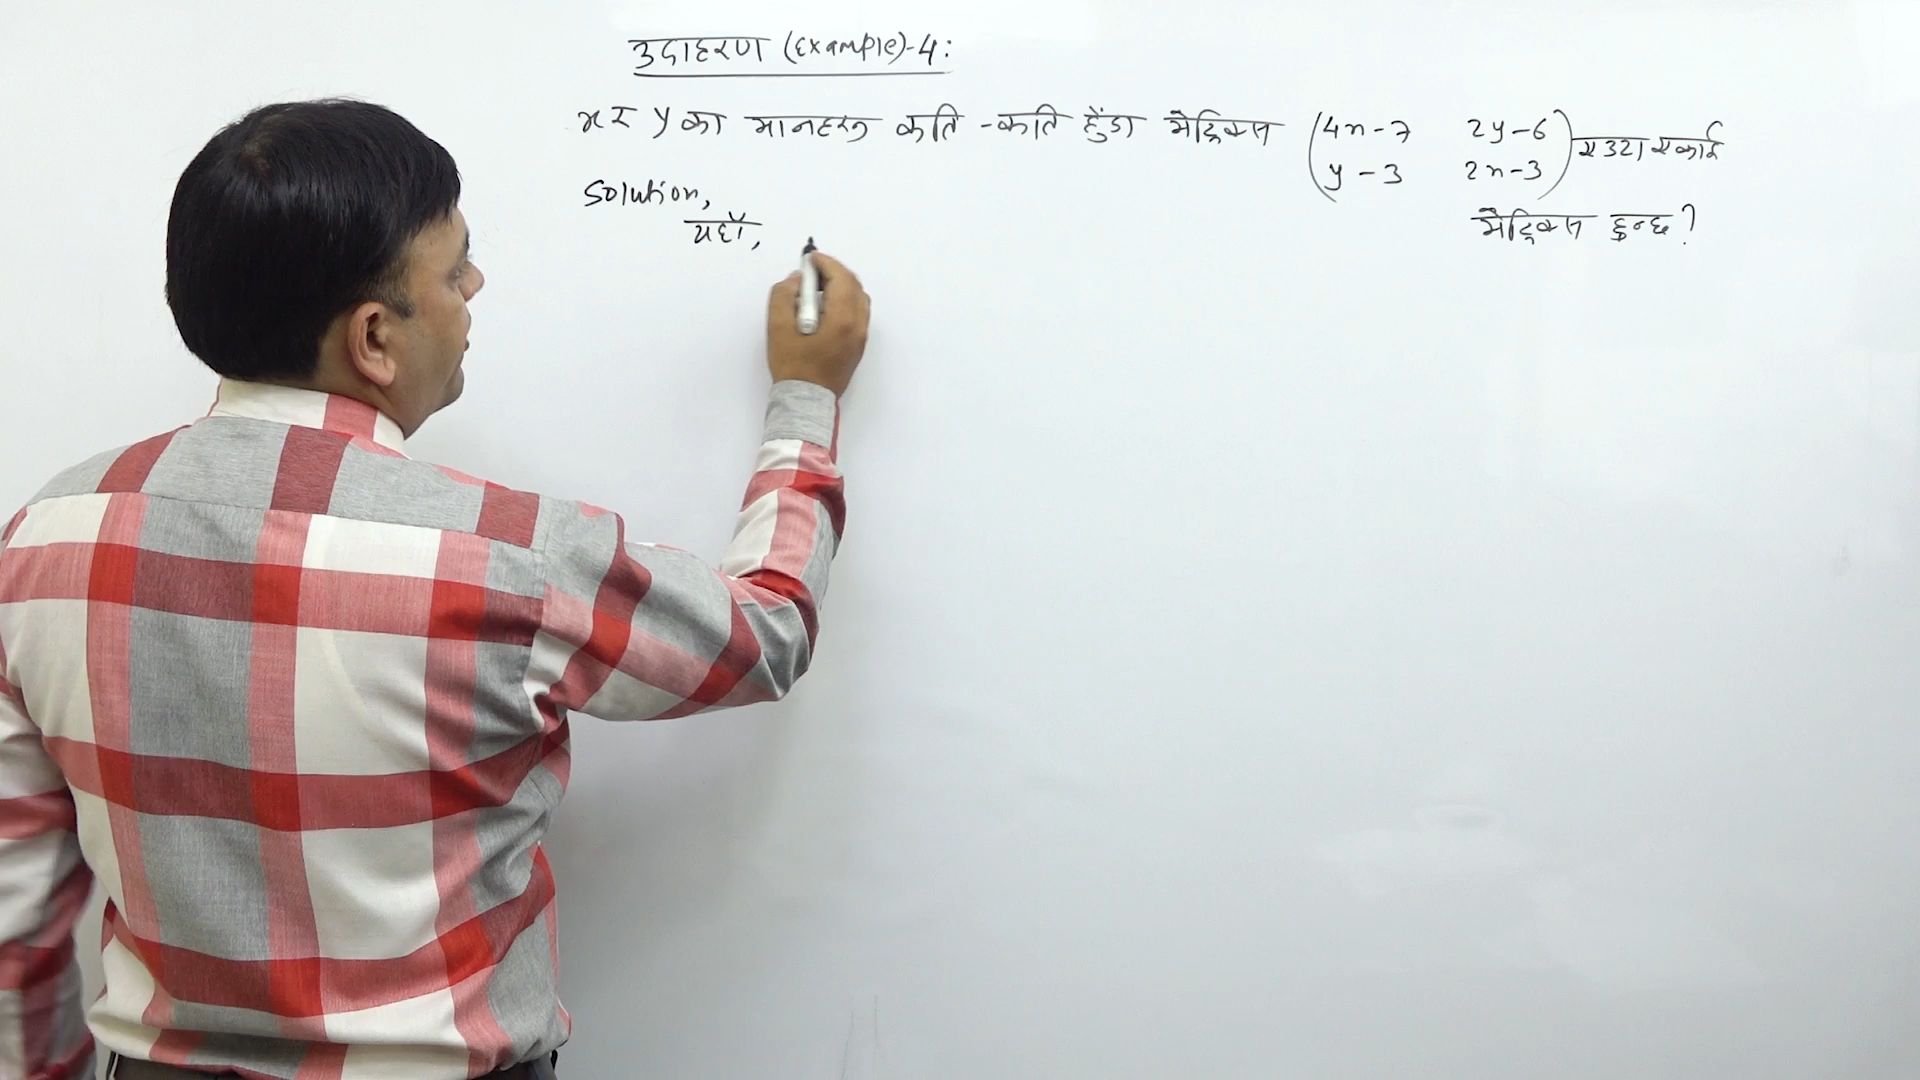 उदाहरण (Example)-4:
x र y का मानहरू कति-कति हुँदा मैट्रिक्स (4x-7 2y-6 एउटा एकाई
y-3 2x-3)
Solution,
मैट्रिक्स हुन्छ?
यहाँ,